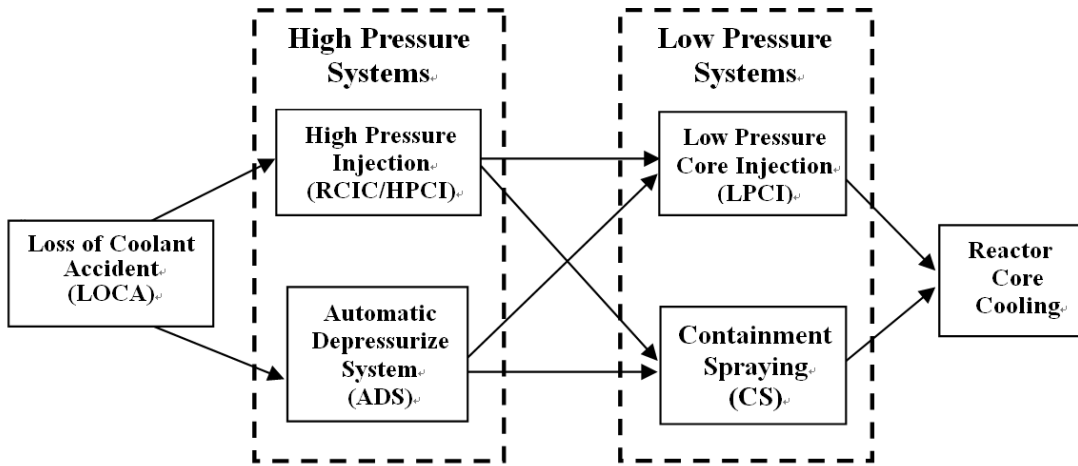 High Pressure
Systems
Low Pressure
Systems
High Pressure
Injection
(RCIC/HPCI)
Low Pressure
Core Injection
(LPCI)
Loss of Coolant
Accident
(LOCA)
Reactor
Core
Cooling
Automatic
Depressurize
System
(ADS)
Containment
Spraying
(CS)